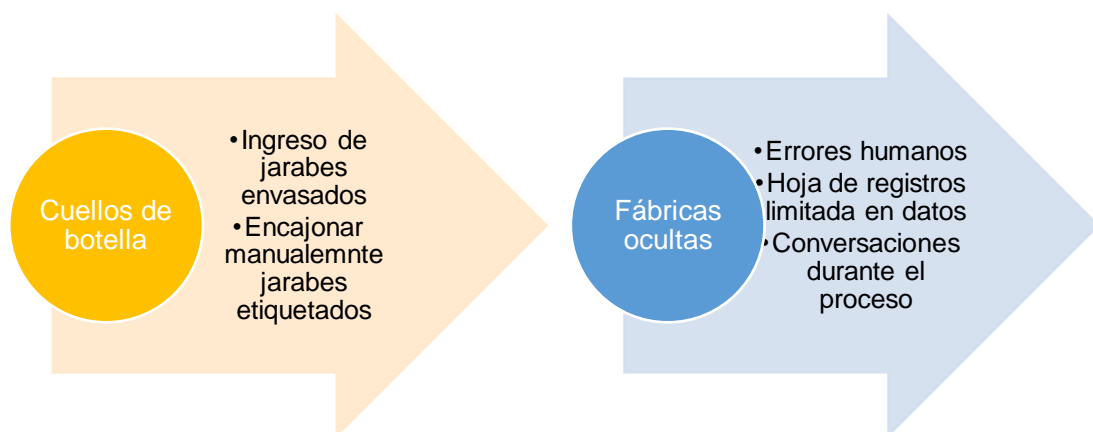 Cuellos de
botella
•Ingreso de
jarabes
envasados
•Encajonar
manualemnte
jarabes
etiquetados
Fábricas
ocultas
•Errores humanos
•Hoja de registros
limitada en datos
•Conversaciones
durante el
proceso